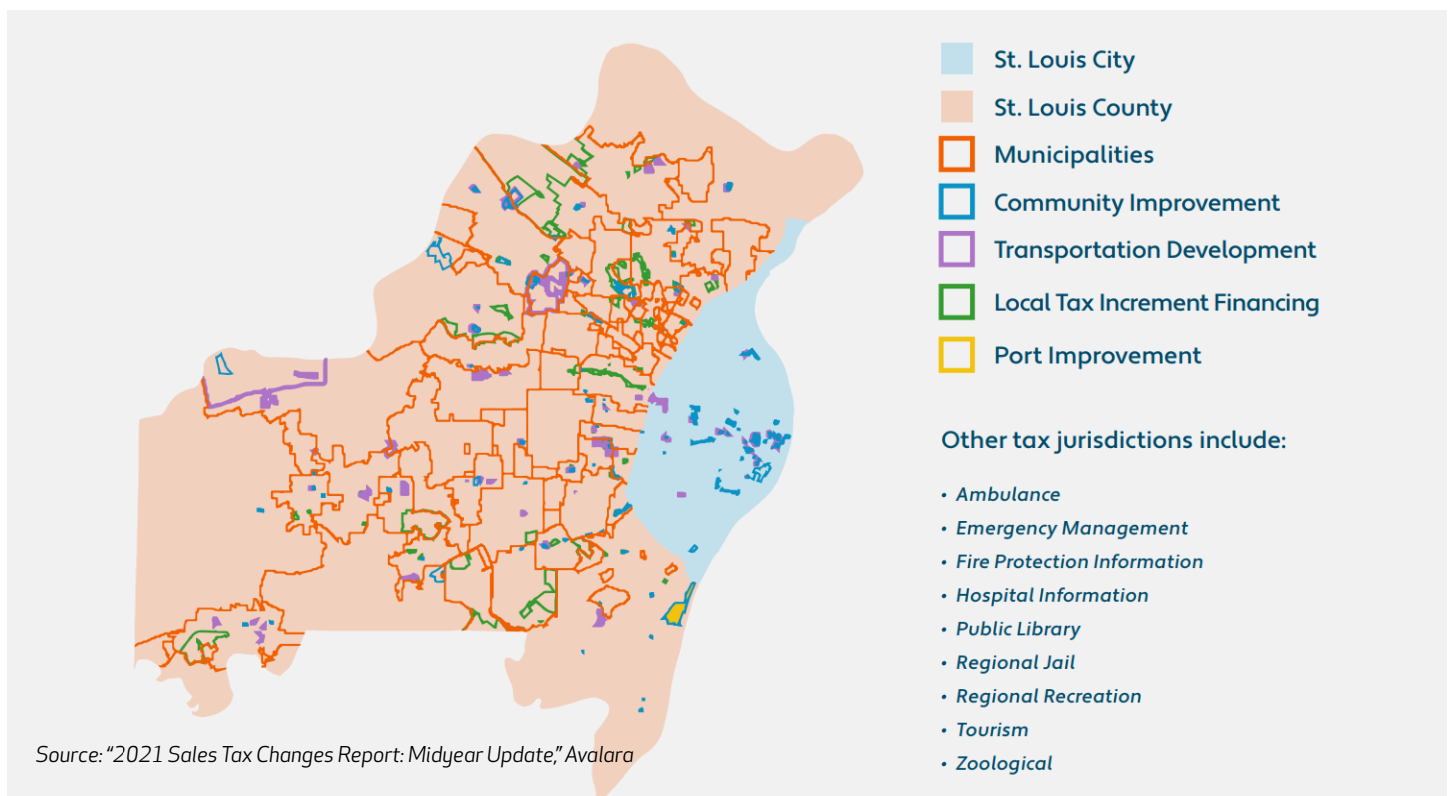 St. Louis City
St. Louis County
Municipalities
Community Improvement
Transportation Development
Local Tax Increment Financing
Port Improvement
Other tax jurisdictions include:
• Ambulance
• Emergency Management
• Fire Protection Information
• Hospital Information
• Public Library
• Regional Jail
• Regional Recreation
• Tourism
• Zoological
Source: “2021 Sales Tax Changes Report: Midyear Update,” Avalara